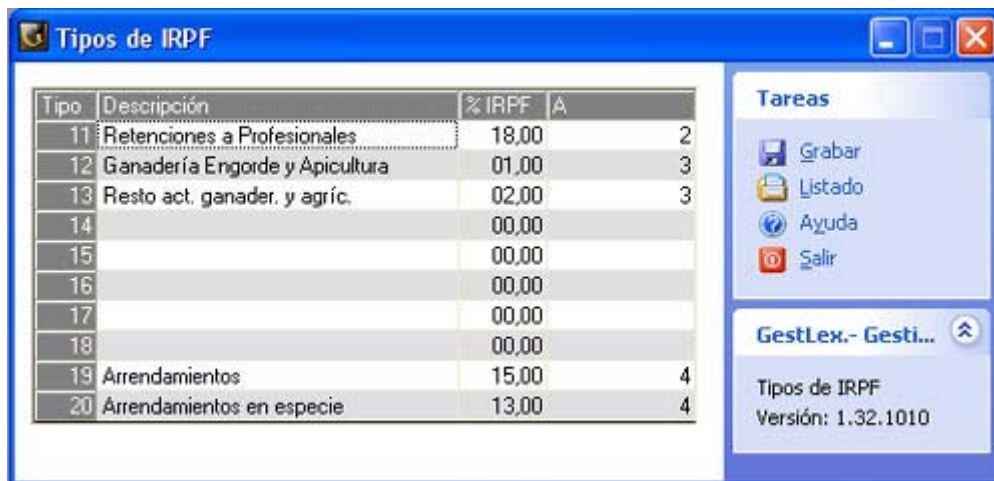 Tipos de IRPF
Tipo Descripción % IRPF A
11 Retenciones a Profesionales 18,00 2
12 Ganadería Engorde y Apicultura 01,00 3
13 Resto act. ganader. y agríc. 02,00 3
14 00,00
15 00,00
16 00,00
17 00,00
18 00,00
19 Arrendamientos 15,00 4
20 Arrendamientos en especie 13,00 4
Tareas
Grabar
Listado
Ayuda
Salir
GestLex.- Gesti...
Tipos de IRPF
Versión: 1.32.1010